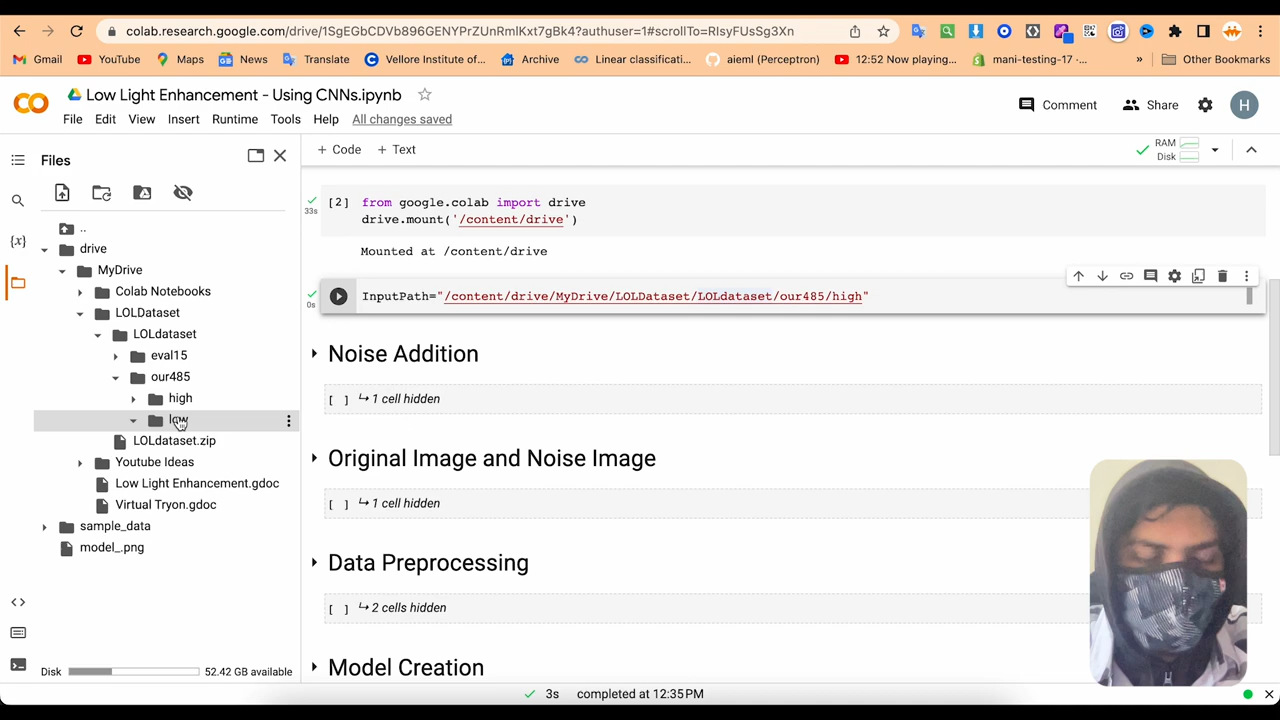 colab.research.google.com/drive/1SgEGbCDVb896GENYPrZUnRmlKxt7gBk4?authuser=1#scrollTo=RIsyFUsSg3Xn
Gmail YouTube Maps News Translate Vellore Institute of... Archive Linear classificati... aieml (Perceptron) 12:52 Now playing... mani-testing-17 -... » Other Bookmarks
Low Light Enhancement - Using CNNs.ipynb
Comment Share H
File Edit View Insert Runtime Tools Help All changes saved
Files
+ Code + Text
RAM
Disk
..
drive
MyDrive
Colab Notebooks
LOLDataset
LOLdataset
eval15
our485
high
low
LOLdataset.zip
Youtube Ideas
Low Light Enhancement.gdoc
Virtual Tryon.gdoc
sample_data
model_.png
Disk 52.42 GB available
[2] from google.colab import drive
33s drive.mount('/content/drive')
Mounted at /content/drive
InputPath="/content/drive/MyDrive/LOLDataset/LOLdataset/our485/high"
0s
Noise Addition
[ ] ↳ 1 cell hidden
Original Image and Noise Image
[ ] ↳ 1 cell hidden
Data Preprocessing
[ ] ↳ 2 cells hidden
Model Creation
3s completed at 12:35 PM